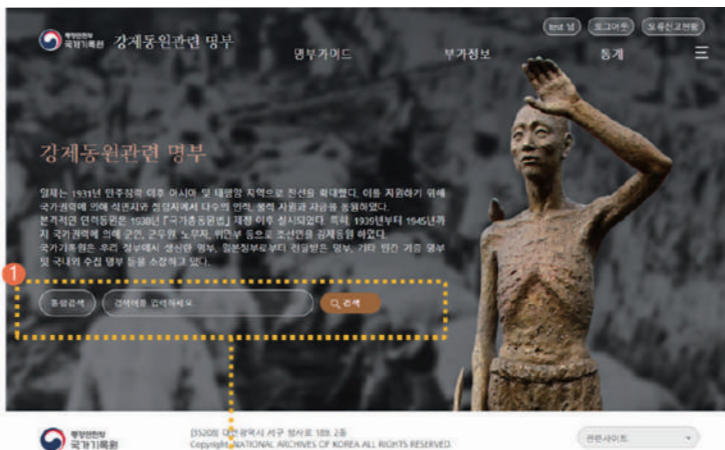 행정안전부
국가기록원 강제동원관련 명부
test 님 로그아웃 오류신고현황
명부가이드 부가정보 통계
강제동원관련 명부
일제는 1931년 만주침략 이후 아시아 및 태평양 지역으로 전선을 확대했다. 이를 지원하기 위해
국가권력에 의해 식민지와 점령지에서 다수의 인적, 물적 자원과 자금을 동원하였다.
본격적인 인력동원은 1938년 『국가총동원법』 제정 이후 실시되었다. 특히 1939년부터 1945년까
지 국가권력에 의해 군인, 군무원, 노무자, 위안부 등으로 조선인을 강제동원 하였다.
국가기록원은 우리 정부에서 생산한 명부, 일본정부로부터 전달받은 명부, 기타 민간 기증 명부
및 국내외 수집 명부 등을 소장하고 있다.
1
통합검색 검색어를 입력하세요. 검색
행정안전부
국가기록원
[35208] 대전광역시 서구 청사로 189, 2동
Copyright NATIONAL ARCHIVES OF KOREA ALL RIGHTS RESERVED.
관련사이트